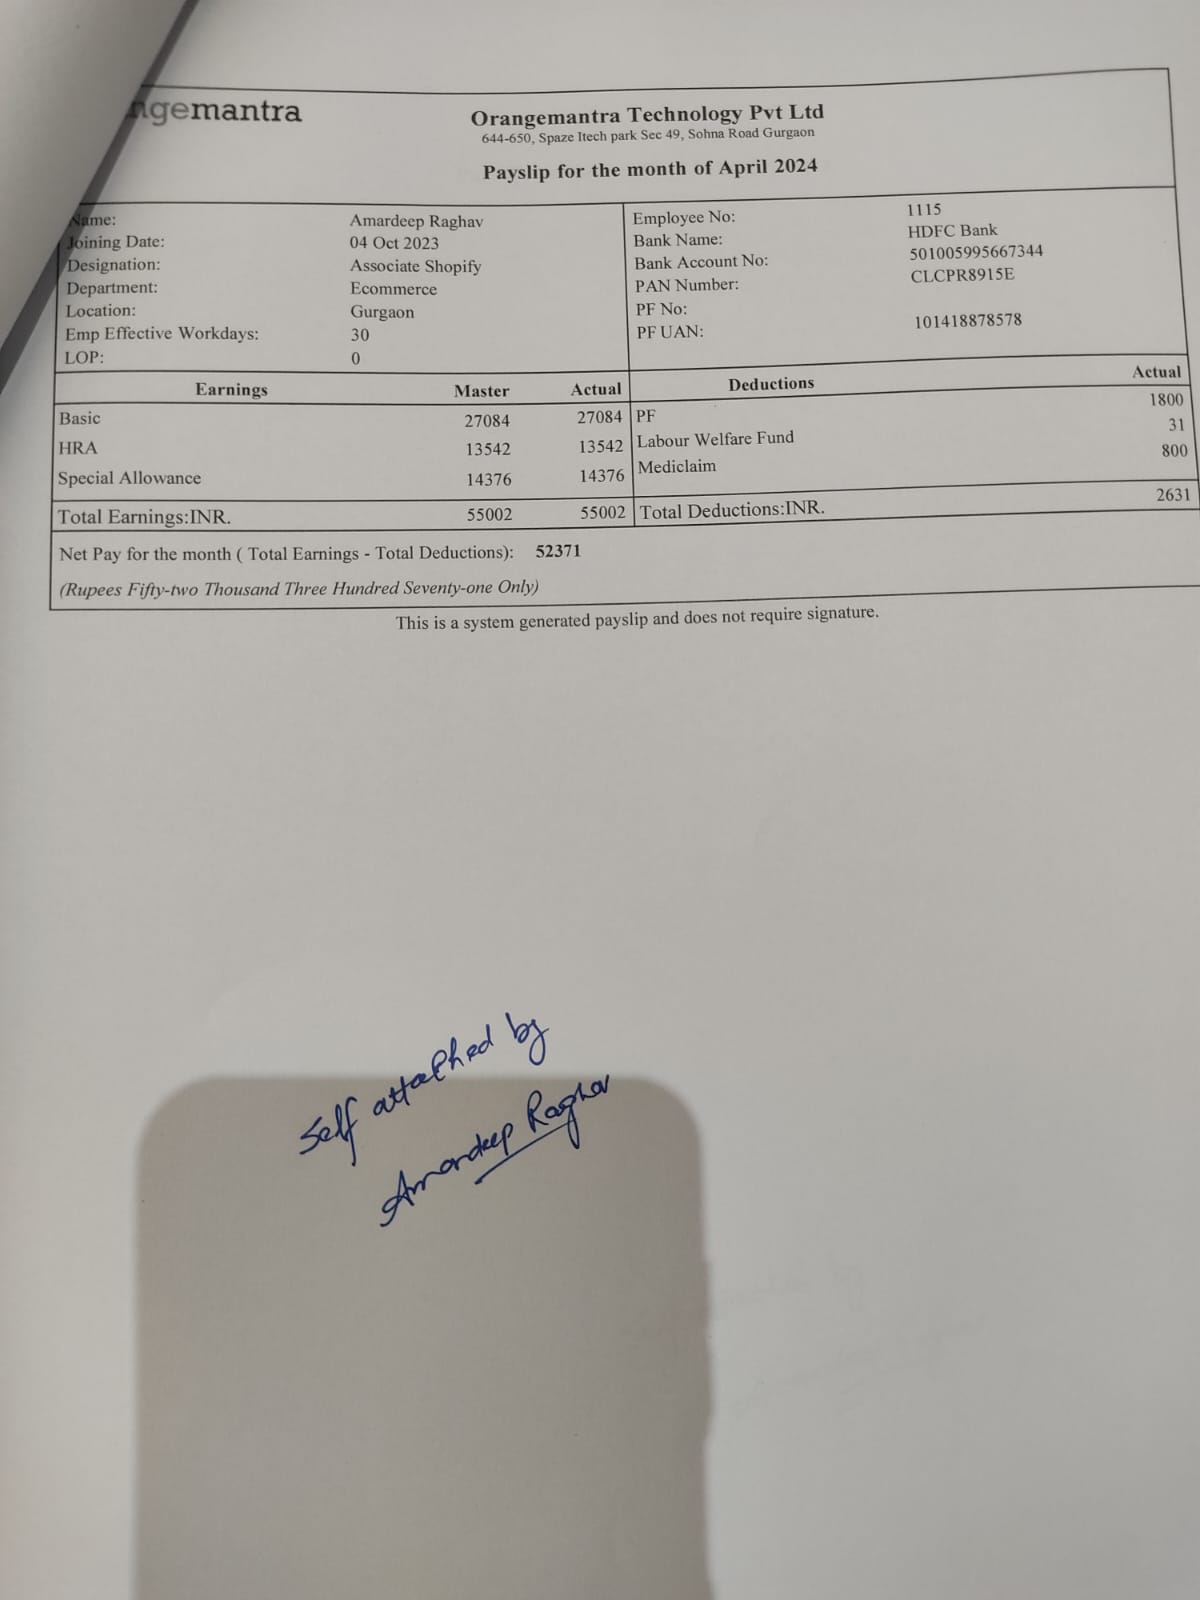 ngemantra
Orangemantra Technology Pvt Ltd
644-650, Spaze Itech park Sec 49, Sohna Road Gurgaon
Payslip for the month of April 2024
Name: Amardeep Raghav Employee No: 1115
Joining Date: 04 Oct 2023 Bank Name: HDFC Bank
Designation: Associate Shopify Bank Account No: 501005995667344
Department: Ecommerce PAN Number: CLCPR8915E
Location: Gurgaon PF No:
Emp Effective Workdays: 30 PF UAN: 101418878578
LOP: 0
Earnings Master Actual Deductions Actual
Basic 27084 27084 PF 1800
HRA 13542 13542 Labour Welfare Fund 31
Special Allowance 14376 14376 Mediclaim 800
Total Earnings:INR. 55002 55002 Total Deductions:INR. 2631
Net Pay for the month ( Total Earnings - Total Deductions): 52371
(Rupees Fifty-two Thousand Three Hundred Seventy-one Only)
This is a system generated payslip and does not require signature.
Self attached by
Amardeep Raghav